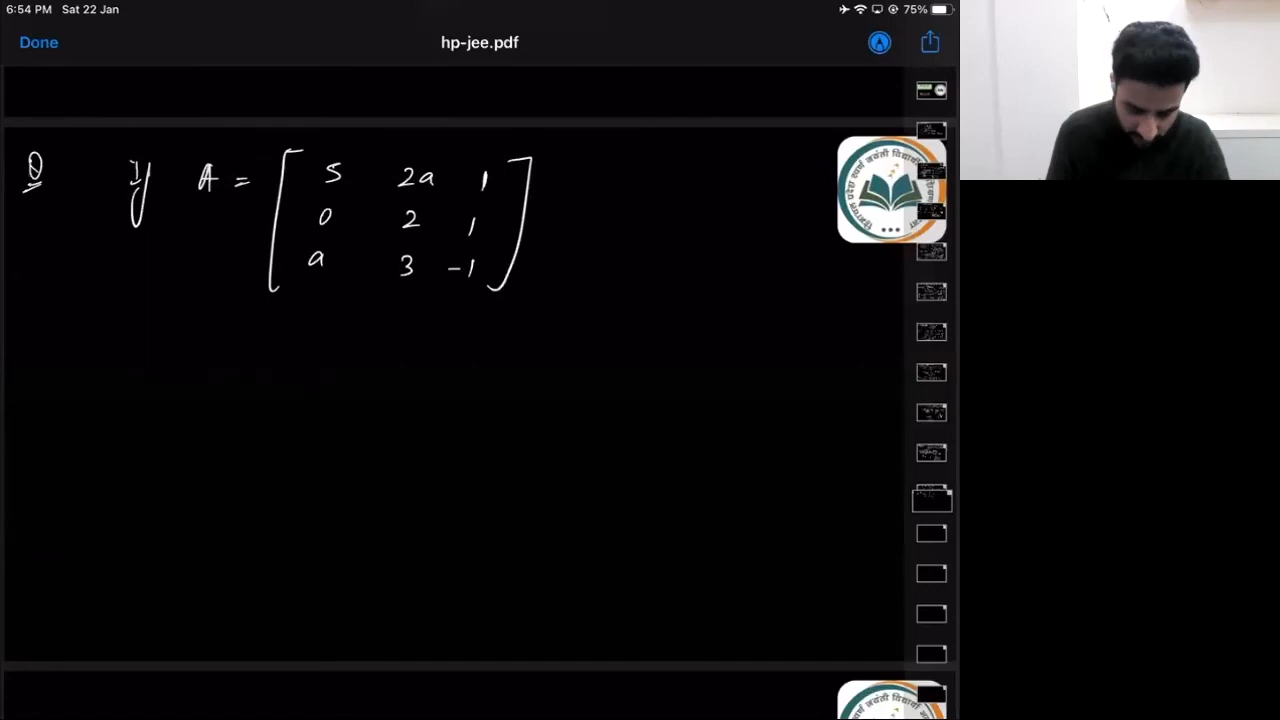 6:54 PM Sat 22 Jan
75%
Done
hp-jee.pdf
Q If A = [ 5 2a 1
0 2 1
a 3 -1 ]